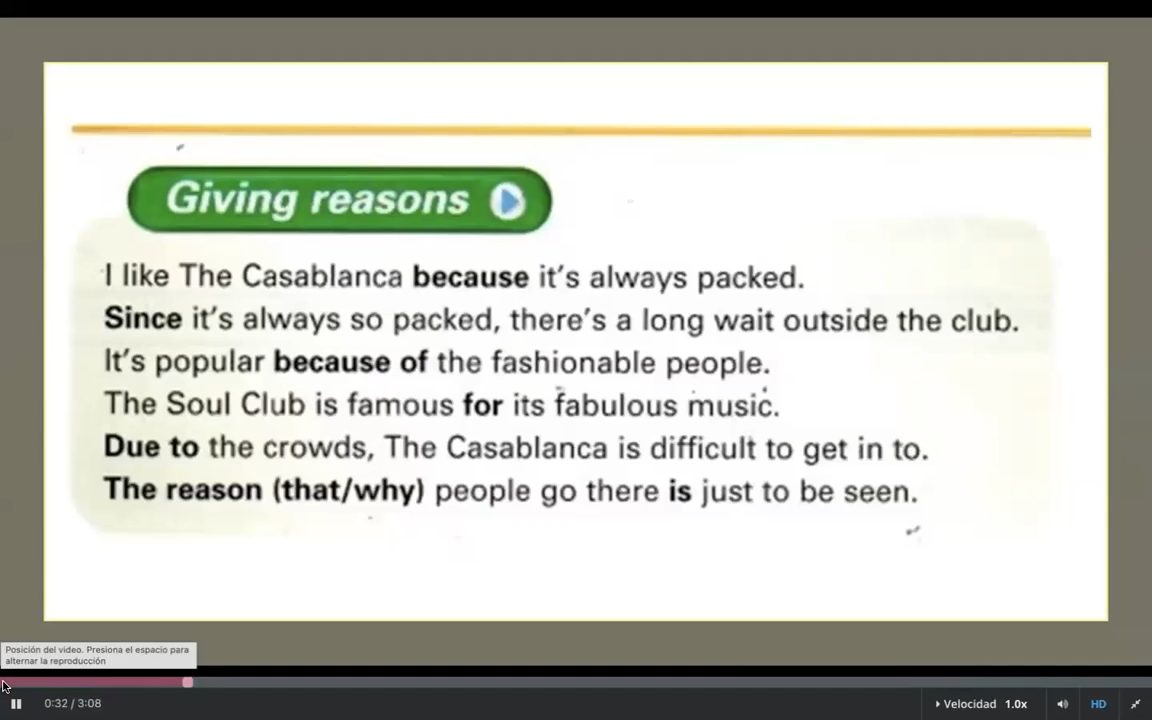 Giving reasons
I like The Casablanca because it's always packed.
Since it's always so packed, there's a long wait outside the club.
It's popular because of the fashionable people.
The Soul Club is famous for its fabulous music.
Due to the crowds, The Casablanca is difficult to get in to.
The reason (that/why) people go there is just to be seen.
Posición del video. Presiona el espacio para
alternar la reproducción
0:32 / 3:08
Velocidad 1.0x
HD